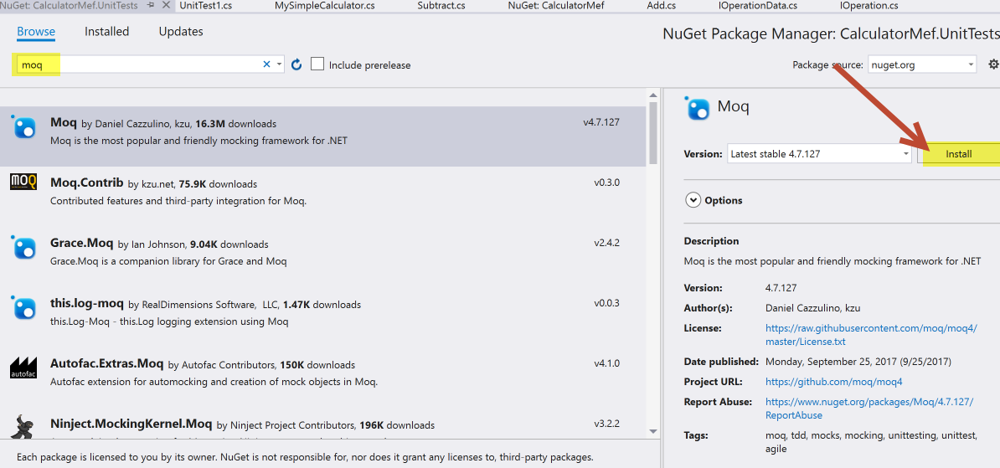 NuGet: CalculatorMef.UnitTests UnitTest1.cs MySimpleCalculator.cs Subtract.cs NuGet: CalculatorMef Add.cs IOperationData.cs IOperation.cs
Browse Installed Updates
NuGet Package Manager: CalculatorMef.UnitTests
moq
Include prerelease
Package source: nuget.org
Moq by Daniel Cazzulino, kzu, 16.3M downloads v4.7.127
Moq is the most popular and friendly mocking framework for .NET
MOQ
Moq.Contrib by kzu.net, 75.9K downloads v0.3.0
Contributed features and third-party integration for Moq.
Grace.Moq by Ian Johnson, 9.04K downloads v2.4.2
Grace.Moq is a companion library for Grace and Moq
this.log-moq by RealDimensions Software, LLC, 1.47K downloads v0.0.3
this.Log-Moq - this.Log logging extension using Moq
autofac
Autofac.Extras.Moq by Autofac Contributors, 150K downloads v4.1.0
Autofac extension for automocking and creation of mock objects in Moq.
Ninject.MockingKernel.Moq by Ninject Project Contributors, 196K downloads v3.2.2
Each package is licensed to you by its owner. NuGet is not responsible for, nor does it grant any licenses to, third-party packages.
Moq
Version: Latest stable 4.7.127 Install
Options
Description
Moq is the most popular and friendly mocking framework for .NET
Version: 4.7.127
Author(s): Daniel Cazzulino, kzu
License: https://raw.githubusercontent.com/moq/moq4/
master/License.txt
Date published: Monday, September 25, 2017 (9/25/2017)
Project URL: https://github.com/moq/moq4
Report Abuse: https://www.nuget.org/packages/Moq/4.7.127/
ReportAbuse
Tags: moq, tdd, mocks, mocking, unittesting, unittest,
agile